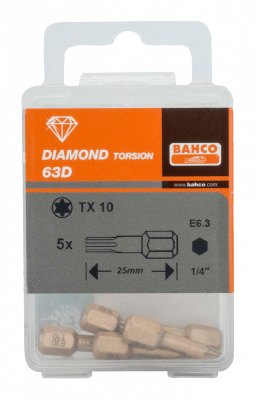 DIAMOND TORSION
63D
BAHCO
www.bahco.com
TX 10
E6.3
5x
25mm
1/4"